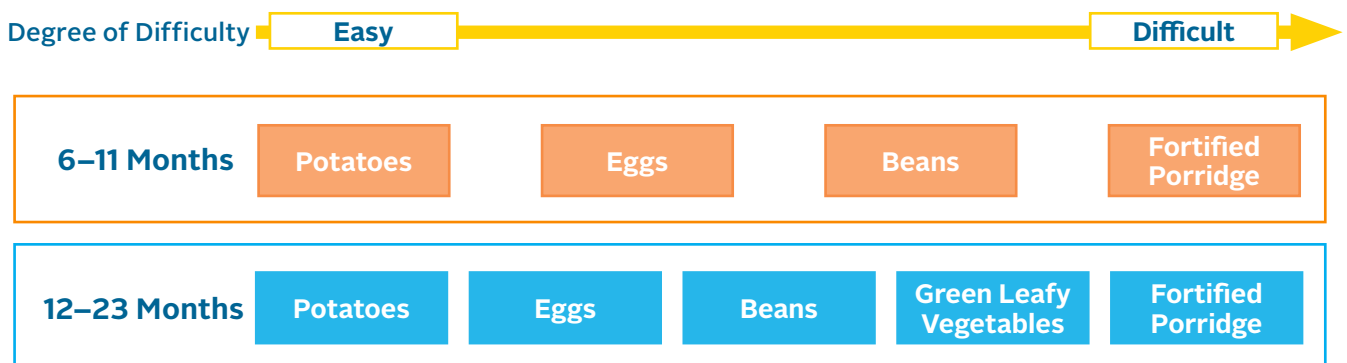 Degree of Difficulty Easy Difficult
6–11 Months Potatoes Eggs Beans Fortified
Porridge
12–23 Months Potatoes Eggs Beans Green Leafy
Vegetables Fortified
Porridge